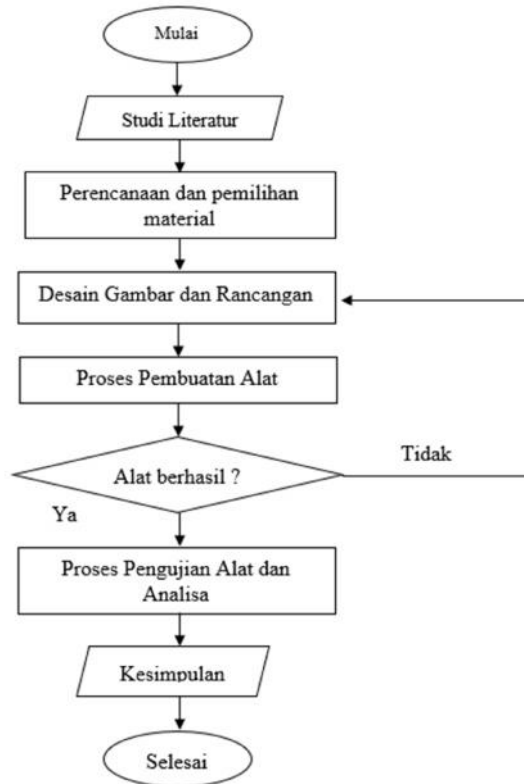 Mulai
Studi Literatur
Perencanaan dan pemilihan
material
Desain Gambar dan Rancangan
Proses Pembuatan Alat
Alat berhasil ?
Tidak
Ya
Proses Pengujian Alat dan
Analisa
Kesimpulan
Selesai